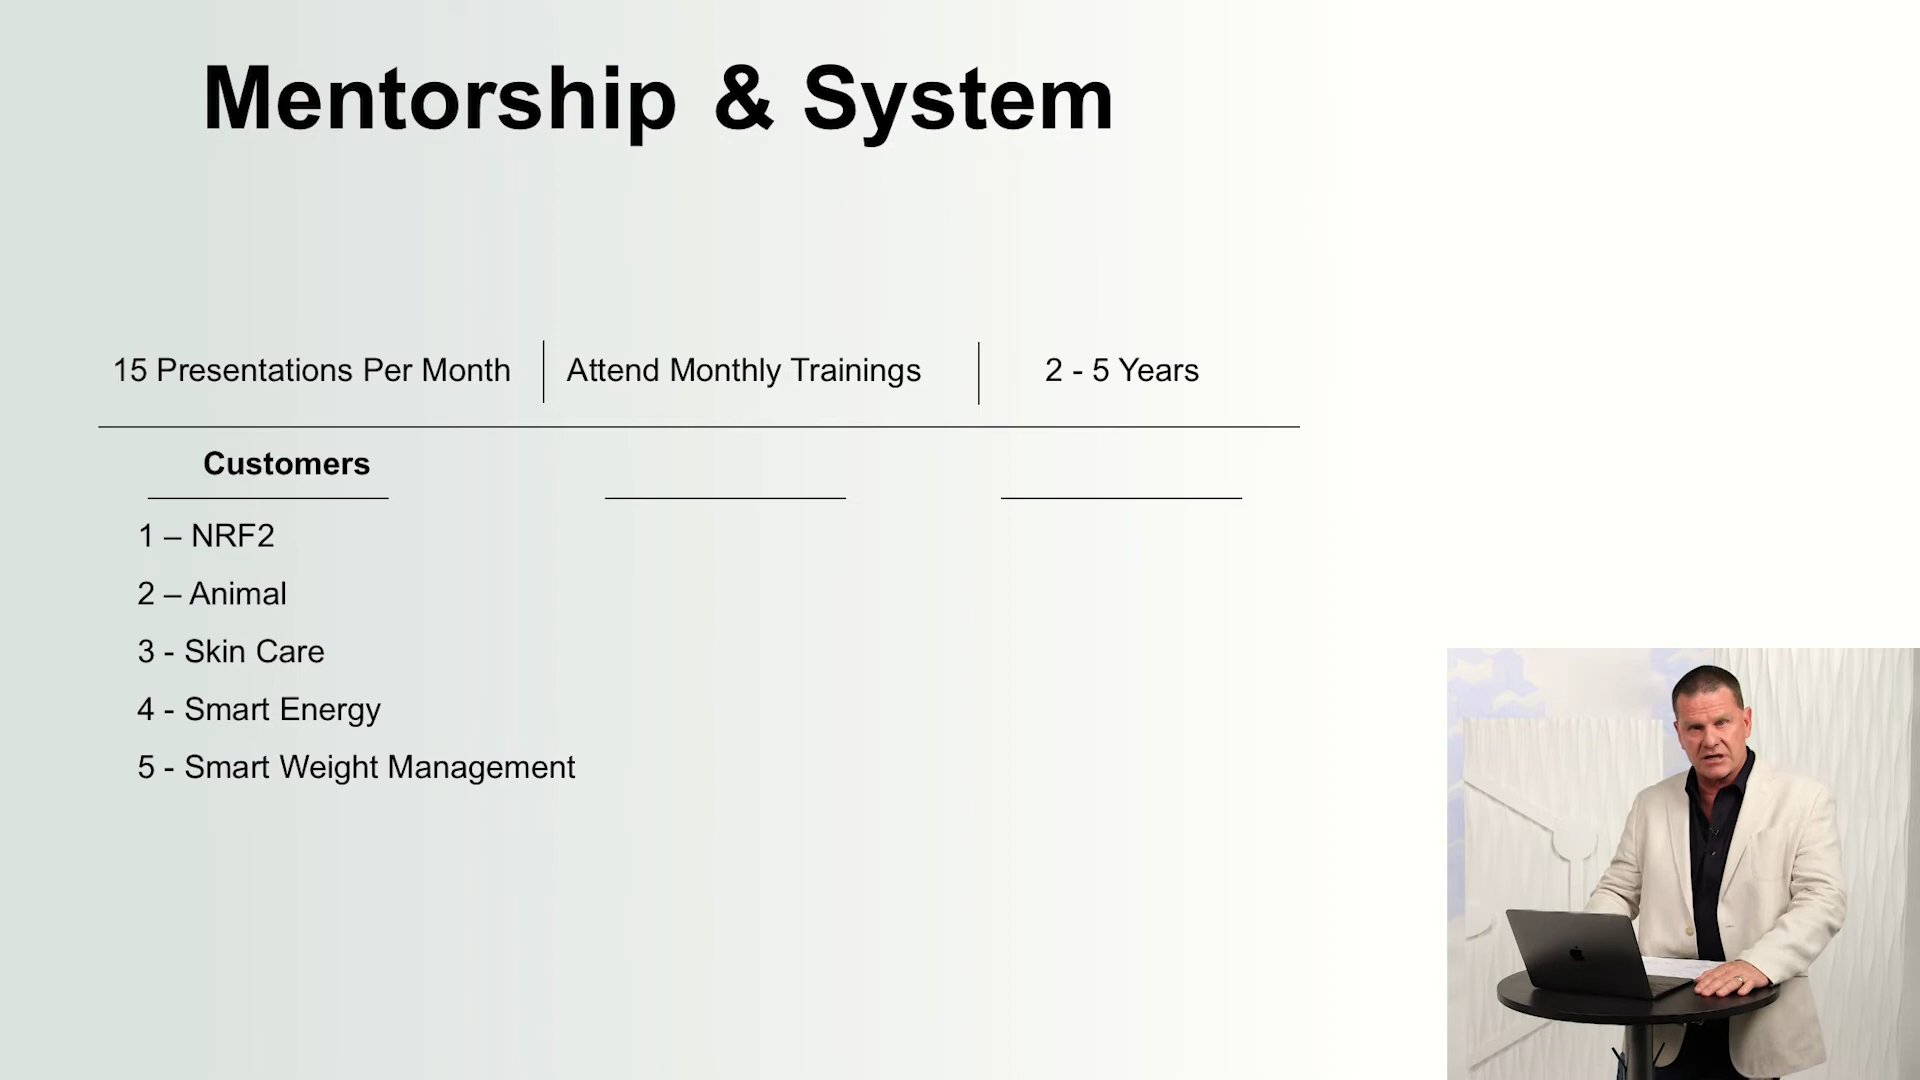 Mentorship & System
15 Presentations Per Month
Attend Monthly Trainings
2 - 5 Years
Customers
1 – NRF2
2 – Animal
3 - Skin Care
4 - Smart Energy
5 - Smart Weight Management